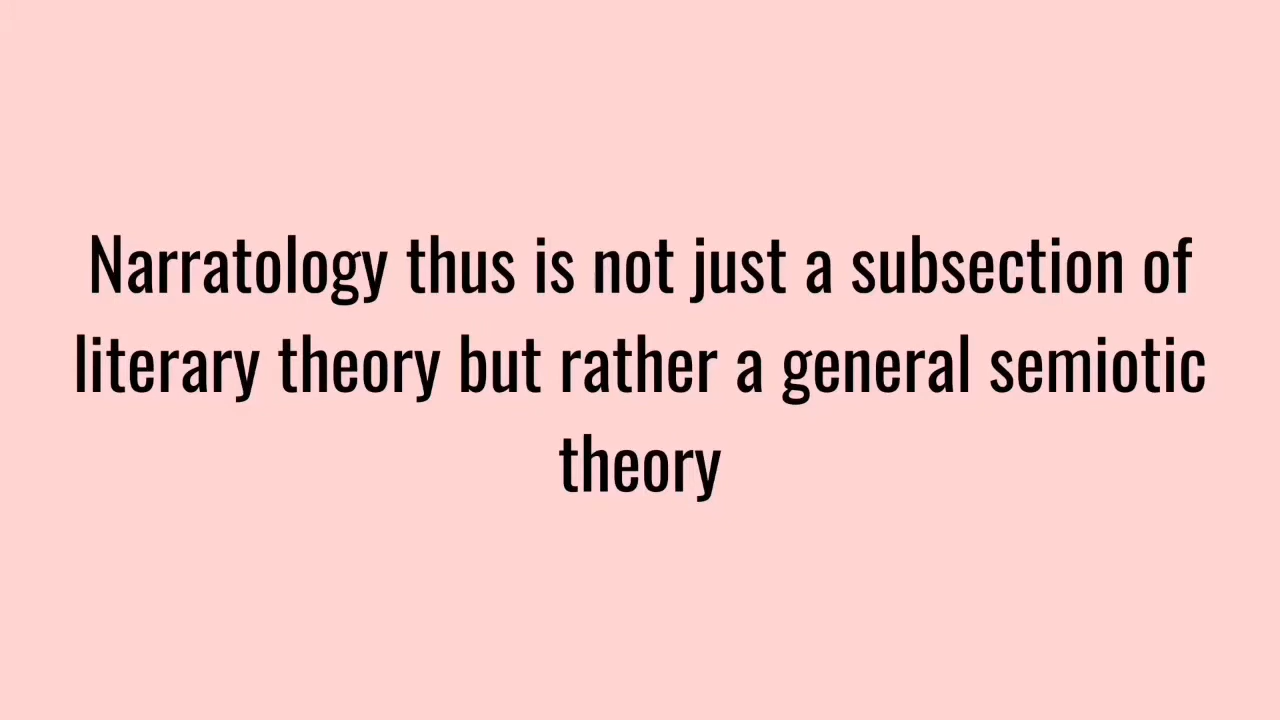 Narratology thus is not just a subsection of
literary theory but rather a general semiotic
theory